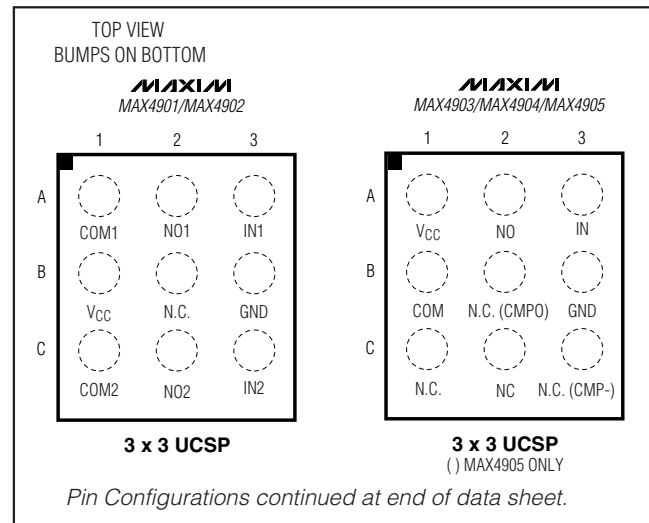 TOP VIEW
BUMPS ON BOTTOM
MAXIM
MAX4901/MAX4902
1 2 3
A
COM1 NO1 IN1
B
VCC N.C. GND
C
COM2 NO2 IN2
3 x 3 UCSP
MAXIM
MAX4903/MAX4904/MAX4905
1 2 3
A
VCC NO IN
B
COM N.C. (CMPO) GND
C
N.C. NC N.C. (CMP-)
3 x 3 UCSP
( ) MAX4905 ONLY
Pin Configurations continued at end of data sheet.